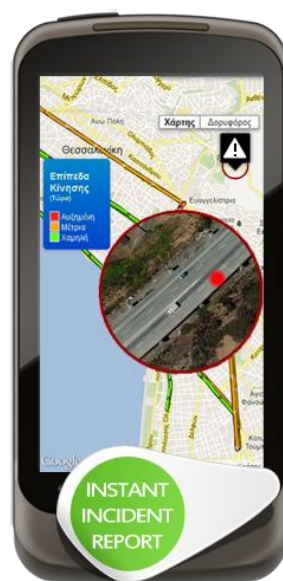 Άνω Πόλη
Χάρτης
Δορυφόρος
Θεσσαλονίκη
Επίπεδα
Κίνησης
(Τώρα)
Αυξημένη
Μέτρια
Χαμηλή
Ευαγγελίστρια
Google
INSTANT
INCIDENT
REPORT